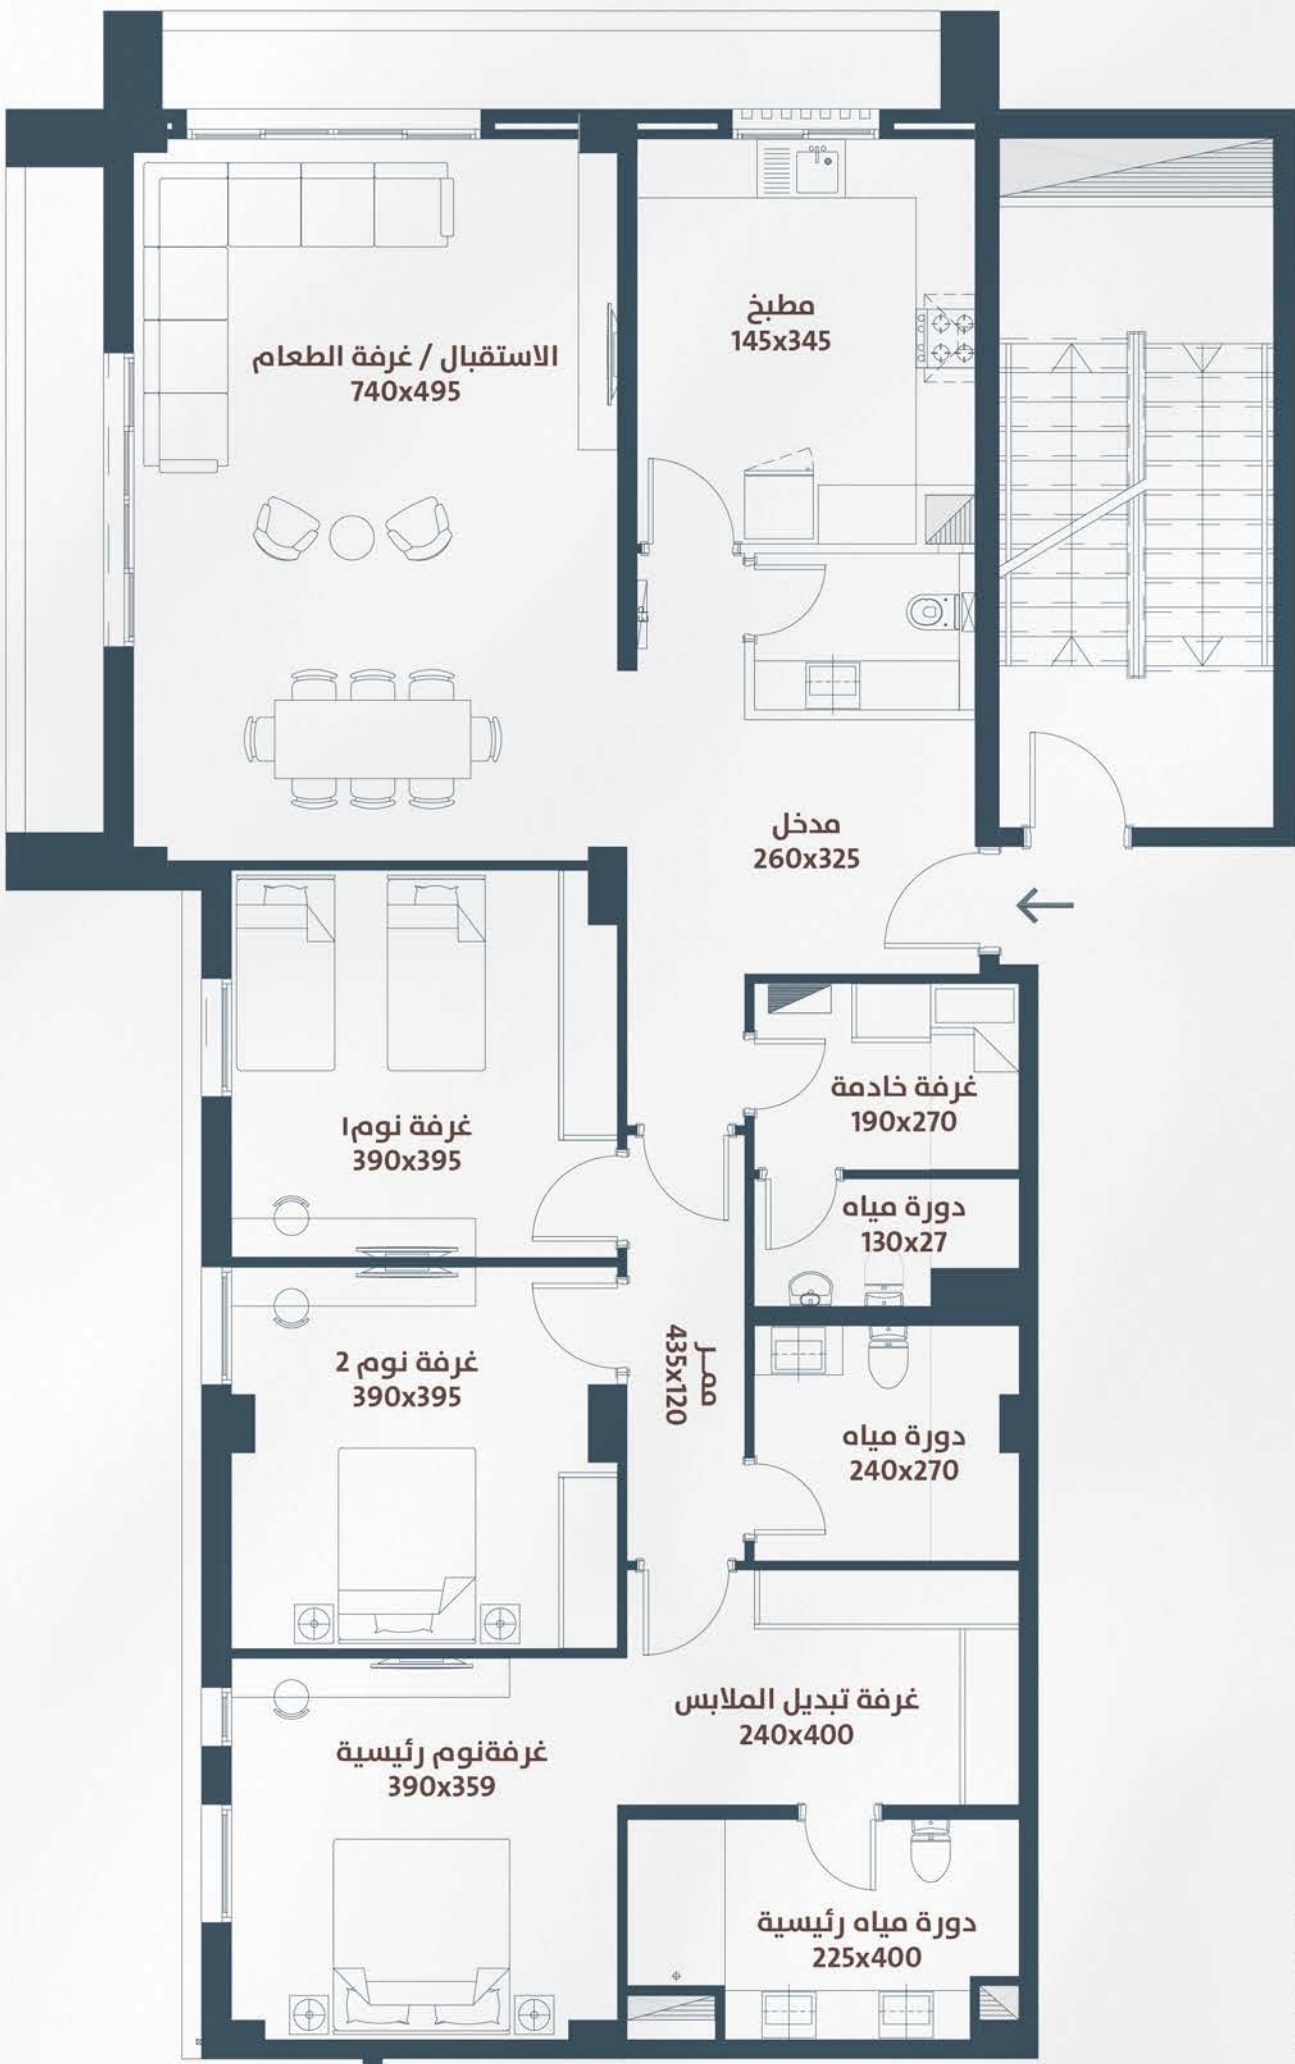 مطبخ
145x345
الاستقبال / غرفة الطعام
740x495
مدخل
260x325
غرفة خادمة
190x270
غرفة نوم١
390x395
دورة مياه
130x27
غرفة نوم 2
390x395
ممر
435x120
دورة مياه
240x270
غرفة تبديل الملابس
240x400
غرفةنوم رئيسية
390x359
دورة مياه رئيسية
225x400